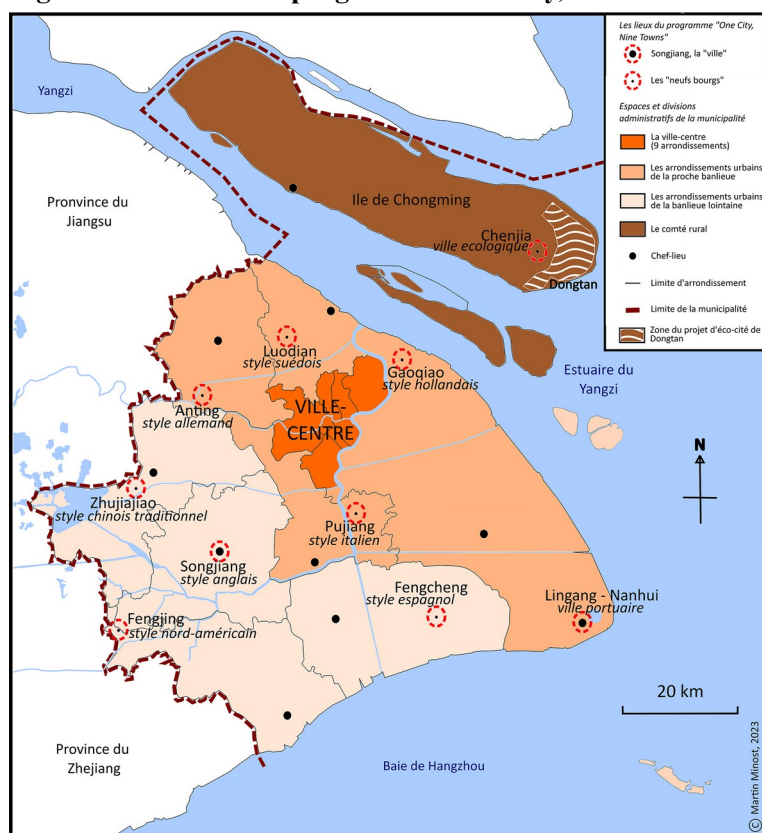 Les lieux du programme "One City,
Nine Towns"
Songjiang, la "ville"
Les "neufs bourgs"
Espaces et divisions
administratifs de la municipalité
La ville-centre
(9 arrondissements)
Les arrondissements urbains
de la proche banlieue
Les arrondissements urbains
de la banlieue lointaine
Le comté rural
Chef-lieu
Limite d'arrondissement
Limite de la municipalité
Zone du projet d'éco-cité de
Dongtan
Yangzi
Pronvince du
Jiangsu
Ile de Chongming
Chenjia
ville ecologique
Dongtan
Estuaire du
Yangzi
Luodian
style suédois
Gaoqiao
style hollandais
Anting
style allemand
VILLE-
CENTRE
N
Zhujiajiao
style chinois traditionnel
Pujiang
style italien
Songjiang
style anglais
Fengcheng
style espagnol
Lingang - Nanhui
ville portuaire
Fengjing
style nord-américain
20 km
Province du
Zhejiang
Baie de Hangzhou
© Martin Minost, 2023